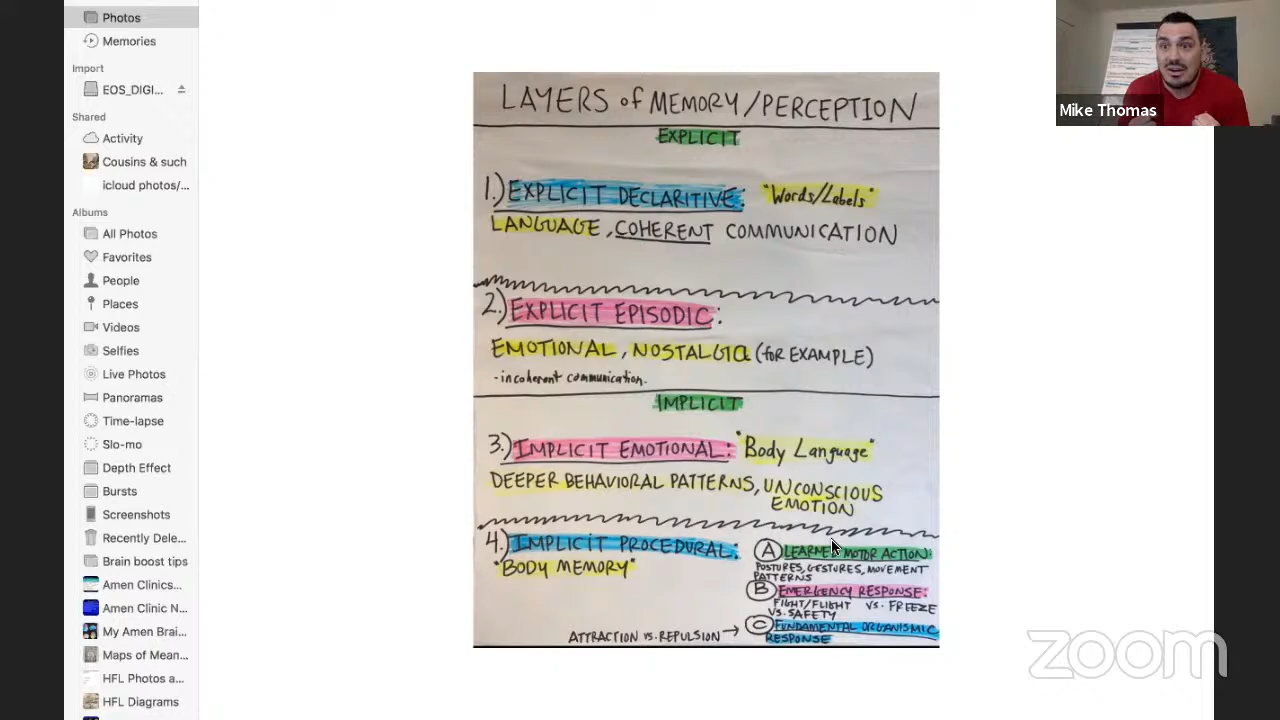 Photos
Memories
Import
EOS_DIGI...
Shared
Activity
Cousins & such
icloud photos/...
Albums
All Photos
Favorites
People
Places
Videos
Selfies
Live Photos
Panoramas
Time-lapse
Slo-mo
Depth Effect
Bursts
Screenshots
Recently Dele...
Brain boost tips
Amen Clinics...
Amen Clinic N...
My Amen Brai...
Maps of Mean...
HFL Photos a...
HFL Diagrams
LAYERS of MEMORY/PERCEPTION
EXPLICIT
1.) EXPLICIT DECLARITIVE: "Words/Labels"
LANGUAGE, COHERENT COMMUNICATION
2.) EXPLICIT EPISODIC:
EMOTIONAL, NOSTALGIa (for EXAMPLE)
-incoherent communication.
IMPLICIT
3.) IMPLICIT EMOTIONAL: "Body Language"
DEEPER BEHAVIORAL PATTERNS, UNCONSCIOUS
EMOTION
4.) IMPLICIT PROCEDURAL:
"BODY MEMORY"
A LEARNED MOTOR ACTION:
POSTURES, GESTURES, MOVEMENT
PATTERNS
B EMERGENCY RESPONSE:
FIGHT/FLIGHT VS. FREEZE
VS. SAFETY
ATTRACTION vs. REPULSION → C FUNDAMENTAL ORGANISMIC
RESPONSE
Mike Thomas
zoom